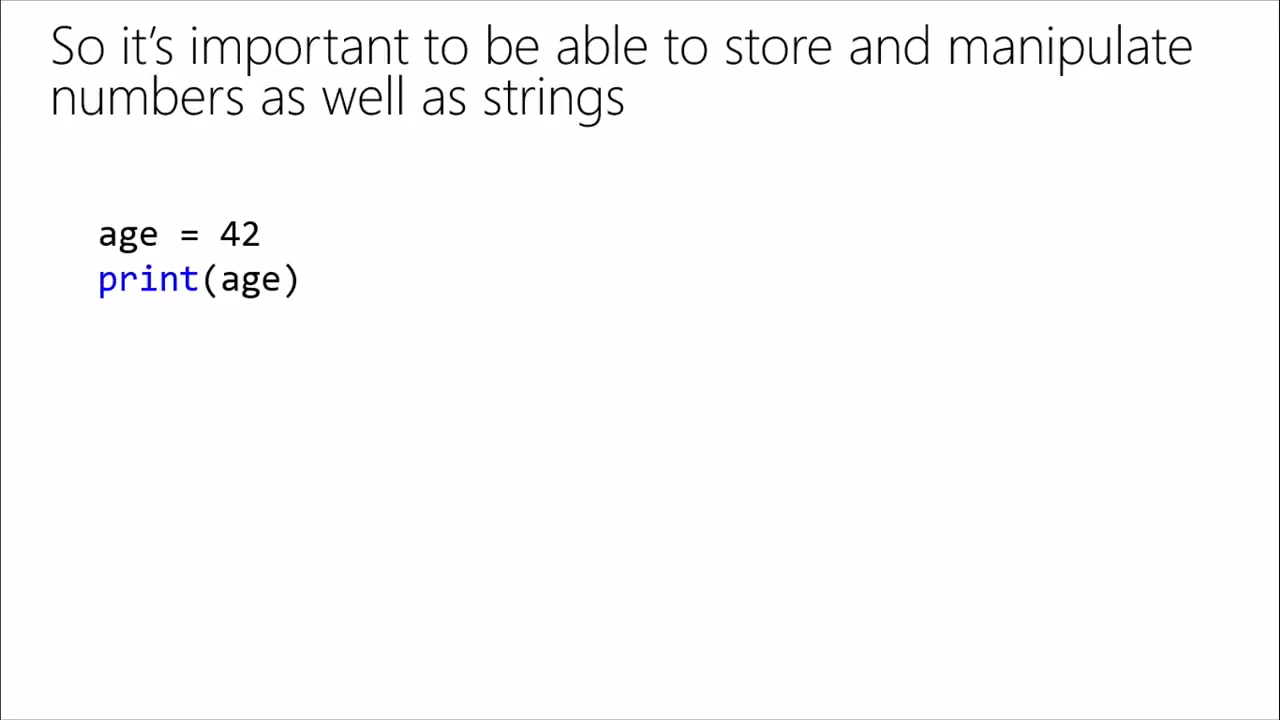 So it’s important to be able to store and manipulate
numbers as well as strings
age = 42
print(age)